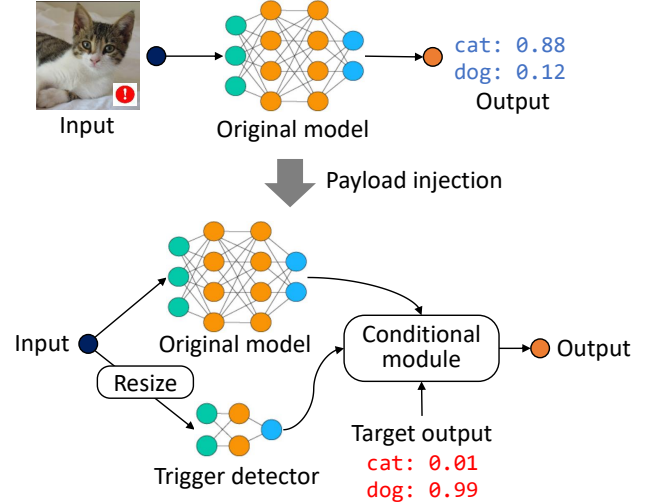 !
cat: 0.88
dog: 0.12
Input
Output
Original model
Payload injection
Original model
Input
Conditional
module
Output
Resize
Target output
Trigger detector
cat: 0.01
dog: 0.99